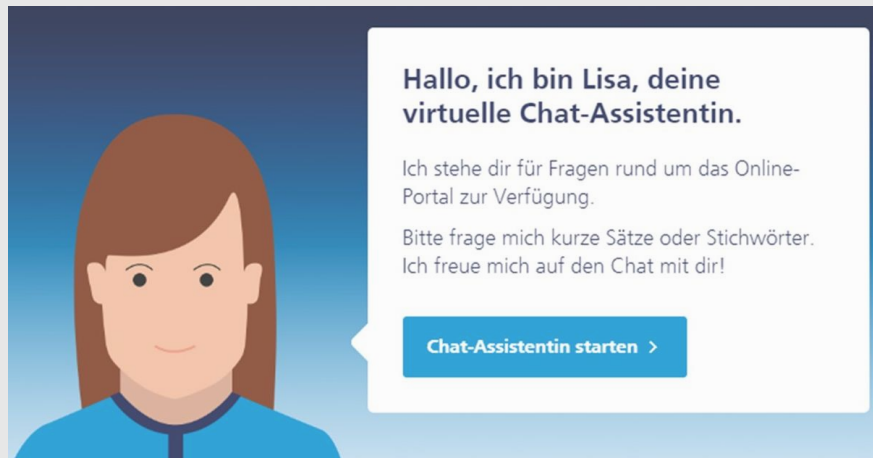 Hallo, ich bin Lisa, deine
virtuelle Chat-Assistentin.
Ich stehe dir für Fragen rund um das Online-
Portal zur Verfügung.
Bitte frage mich kurze Sätze oder Stichwörter.
Ich freue mich auf den Chat mit dir!
Chat-Assistentin starten >